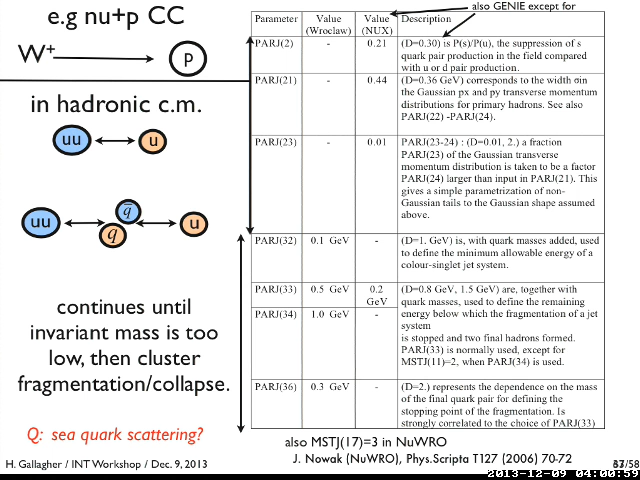 e.g nu+p CC
W+
P
in hadronic c.m.
uu
u
uu
q̄
q
u
continues until
invariant mass is too
low, then cluster
fragmentation/collapse.
Q: sea quark scattering?
also GENIE except for
Parameter Value (Wroclaw) Value (NUX) Description
PARJ(2) - 0.21 (D=0.30) is P(s)/P(u), the suppression of s
quark pair production in the field compared
with u or d pair production.
PARJ(21) - 0.44 (D=0.36 GeV) corresponds to the width σin
the Gaussian px and py transverse momentum
distributions for primary hadrons. See also
PARJ(22) -PARJ(24).
PARJ(23) - 0.01 PARJ(23-24) : (D=0.01, 2.) a fraction
PARJ(23) of the Gaussian transverse
momentum distribution is taken to be a factor
PARJ(24) larger than input in PARJ(21). This
gives a simple parametrization of non-
Gaussian tails to the Gaussian shape assumed
above.
PARJ(32) 0.1 GeV - (D=1. GeV) is, with quark masses added, used
to define the minimum allowable energy of a
colour-singlet jet system.
PARJ(33) 0.5 GeV 0.2 GeV (D=0.8 GeV, 1.5 GeV) are, together with
quark masses, used to define the remaining
energy below which the fragmentation of a jet
PARJ(34) 1.0 GeV - system
is stopped and two final hadrons formed.
PARJ(33) is normally used, except for
MSTJ(11)=2, when PARJ(34) is used.
PARJ(36) 0.3 GeV - (D=2.) represents the dependence on the mass
of the final quark pair for defining the
stopping point of the fragmentation. Is
strongly correlated to the choice of PARJ(33)
also MSTJ(17)=3 in NuWRO
J. Nowak (NuWRO), Phys.Scripta T127 (2006) 70-72
H. Gallagher / INT Workshop / Dec. 9, 2013
/58
2013-12-09 04:00:59